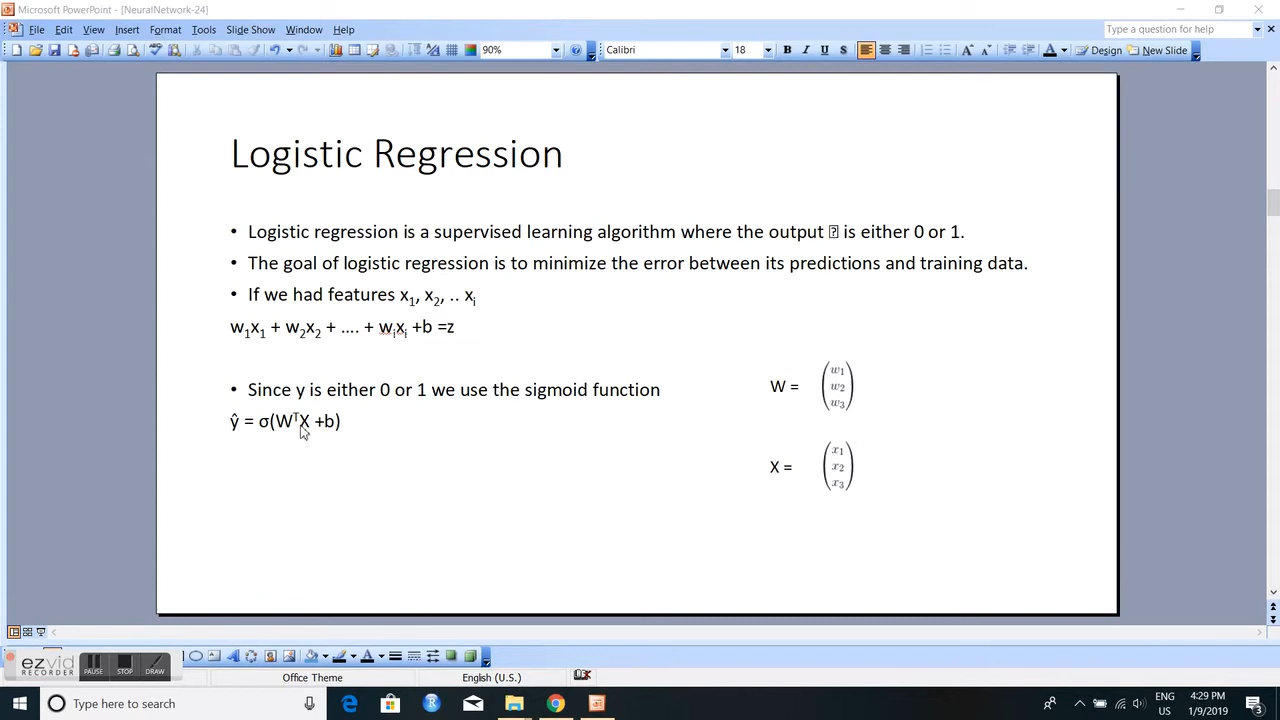 Microsoft PowerPoint - [NeuralNetwork-24]
File Edit View Insert Format Tools Slide Show Window Help
Type a question for help
90%
Calibri
18
B I U S
Design
New Slide
Logistic Regression
• Logistic regression is a supervised learning algorithm where the output is either 0 or 1.
• The goal of logistic regression is to minimize the error between its predictions and training data.
• If we had features x₁, x₂, .. xᵢ
w₁x₁ + w₂x₂ + .... + wᵢxᵢ +b =z
• Since y is either 0 or 1 we use the sigmoid function
ŷ = σ(WᵀX +b)
W =
w₁
w₂
w₃
X =
x₁
x₂
x₃
ezvid
RECORDER
PAUSE
STOP
DRAW
Office Theme
English (U.S.)
Type here to search
ENG
US
4:29 PM
1/9/2019
3